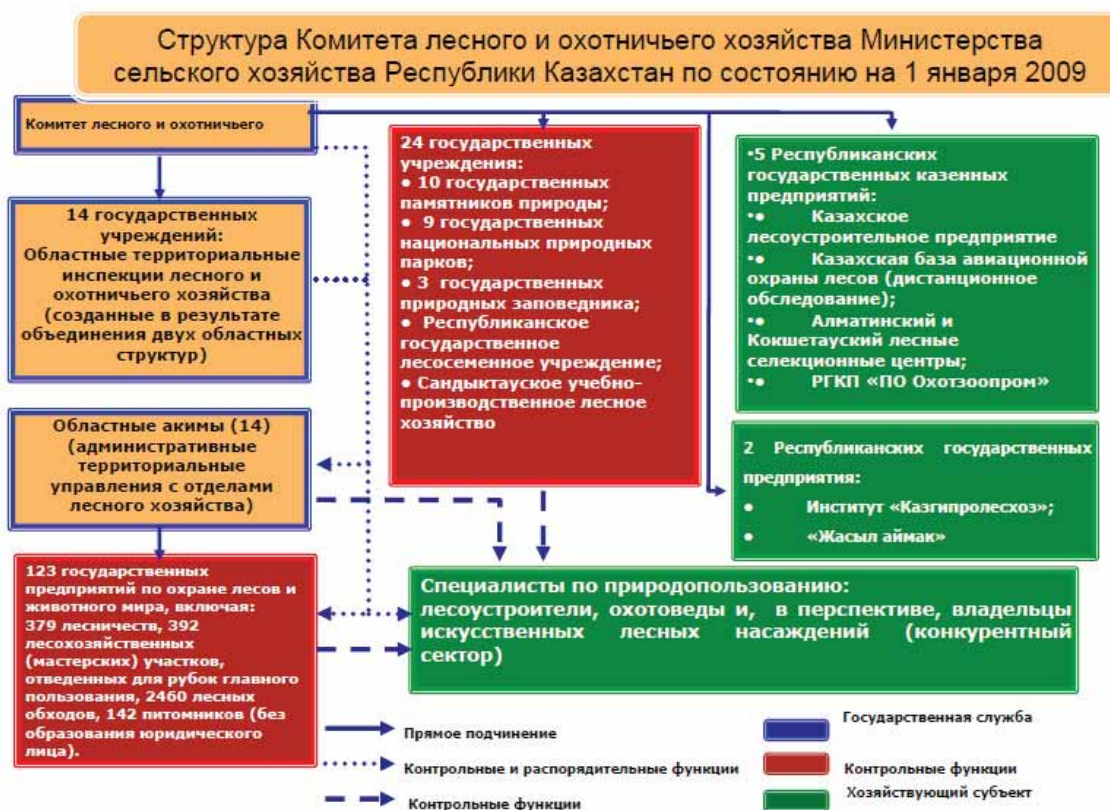 Структура Комитета лесного и охотничьего хозяйства Министерства
сельского хозяйства Республики Казахстан по состоянию на 1 января 2009
Комитет лесного и охотничьего
14 государственных
учреждений:
Областные территориальные
инспекции лесного и
охотничьего хозяйства
(созданные в результате
объединения двух областных
структур)
Областные акимы (14)
(административные
территориальные
управления с отделами
лесного хозяйства)
123 государственных
предприятий по охране лесов и
животного мира, включая:
379 лесничеств, 392
лесохозяйственных
(мастерских) участков,
отведенных для рубок главного
пользования, 2460 лесных
обходов, 142 питомников (без
образования юридического
лица).
24 государственных
учреждения:
● 10 государственных
памятников природы;
● 9 государственных
национальных природных
парков;
● 3 государственных
природных заповедника;
● Республиканское
государственное
лесосеменное учреждение;
● Сандыктауское учебно-
производственное лесное
хозяйство
•5 Республиканских
государственных казенных
предприятий:
•● Казахское
лесоустроительное предприятие
•● Казахская база авиационной
охраны лесов (дистанционное
обследование);
•● Алматинский и
Кокшетауский лесные
селекционные центры;
•● РГКП «ПО Охотзоопром»
2 Республиканских государственных
предприятия:
● Институт «Казгипролесхоз»;
● «Жасыл аймак»
Специалисты по природопользованию:
лесоустроители, охотоведы и, в перспективе, владельцы
искусственных лесных насаждений (конкурентный
сектор)
Прямое подчинение
Контрольные и распорядительные функции
Контрольные функции
Государственная служба
Контрольные функции
Хозяйствующий субъект